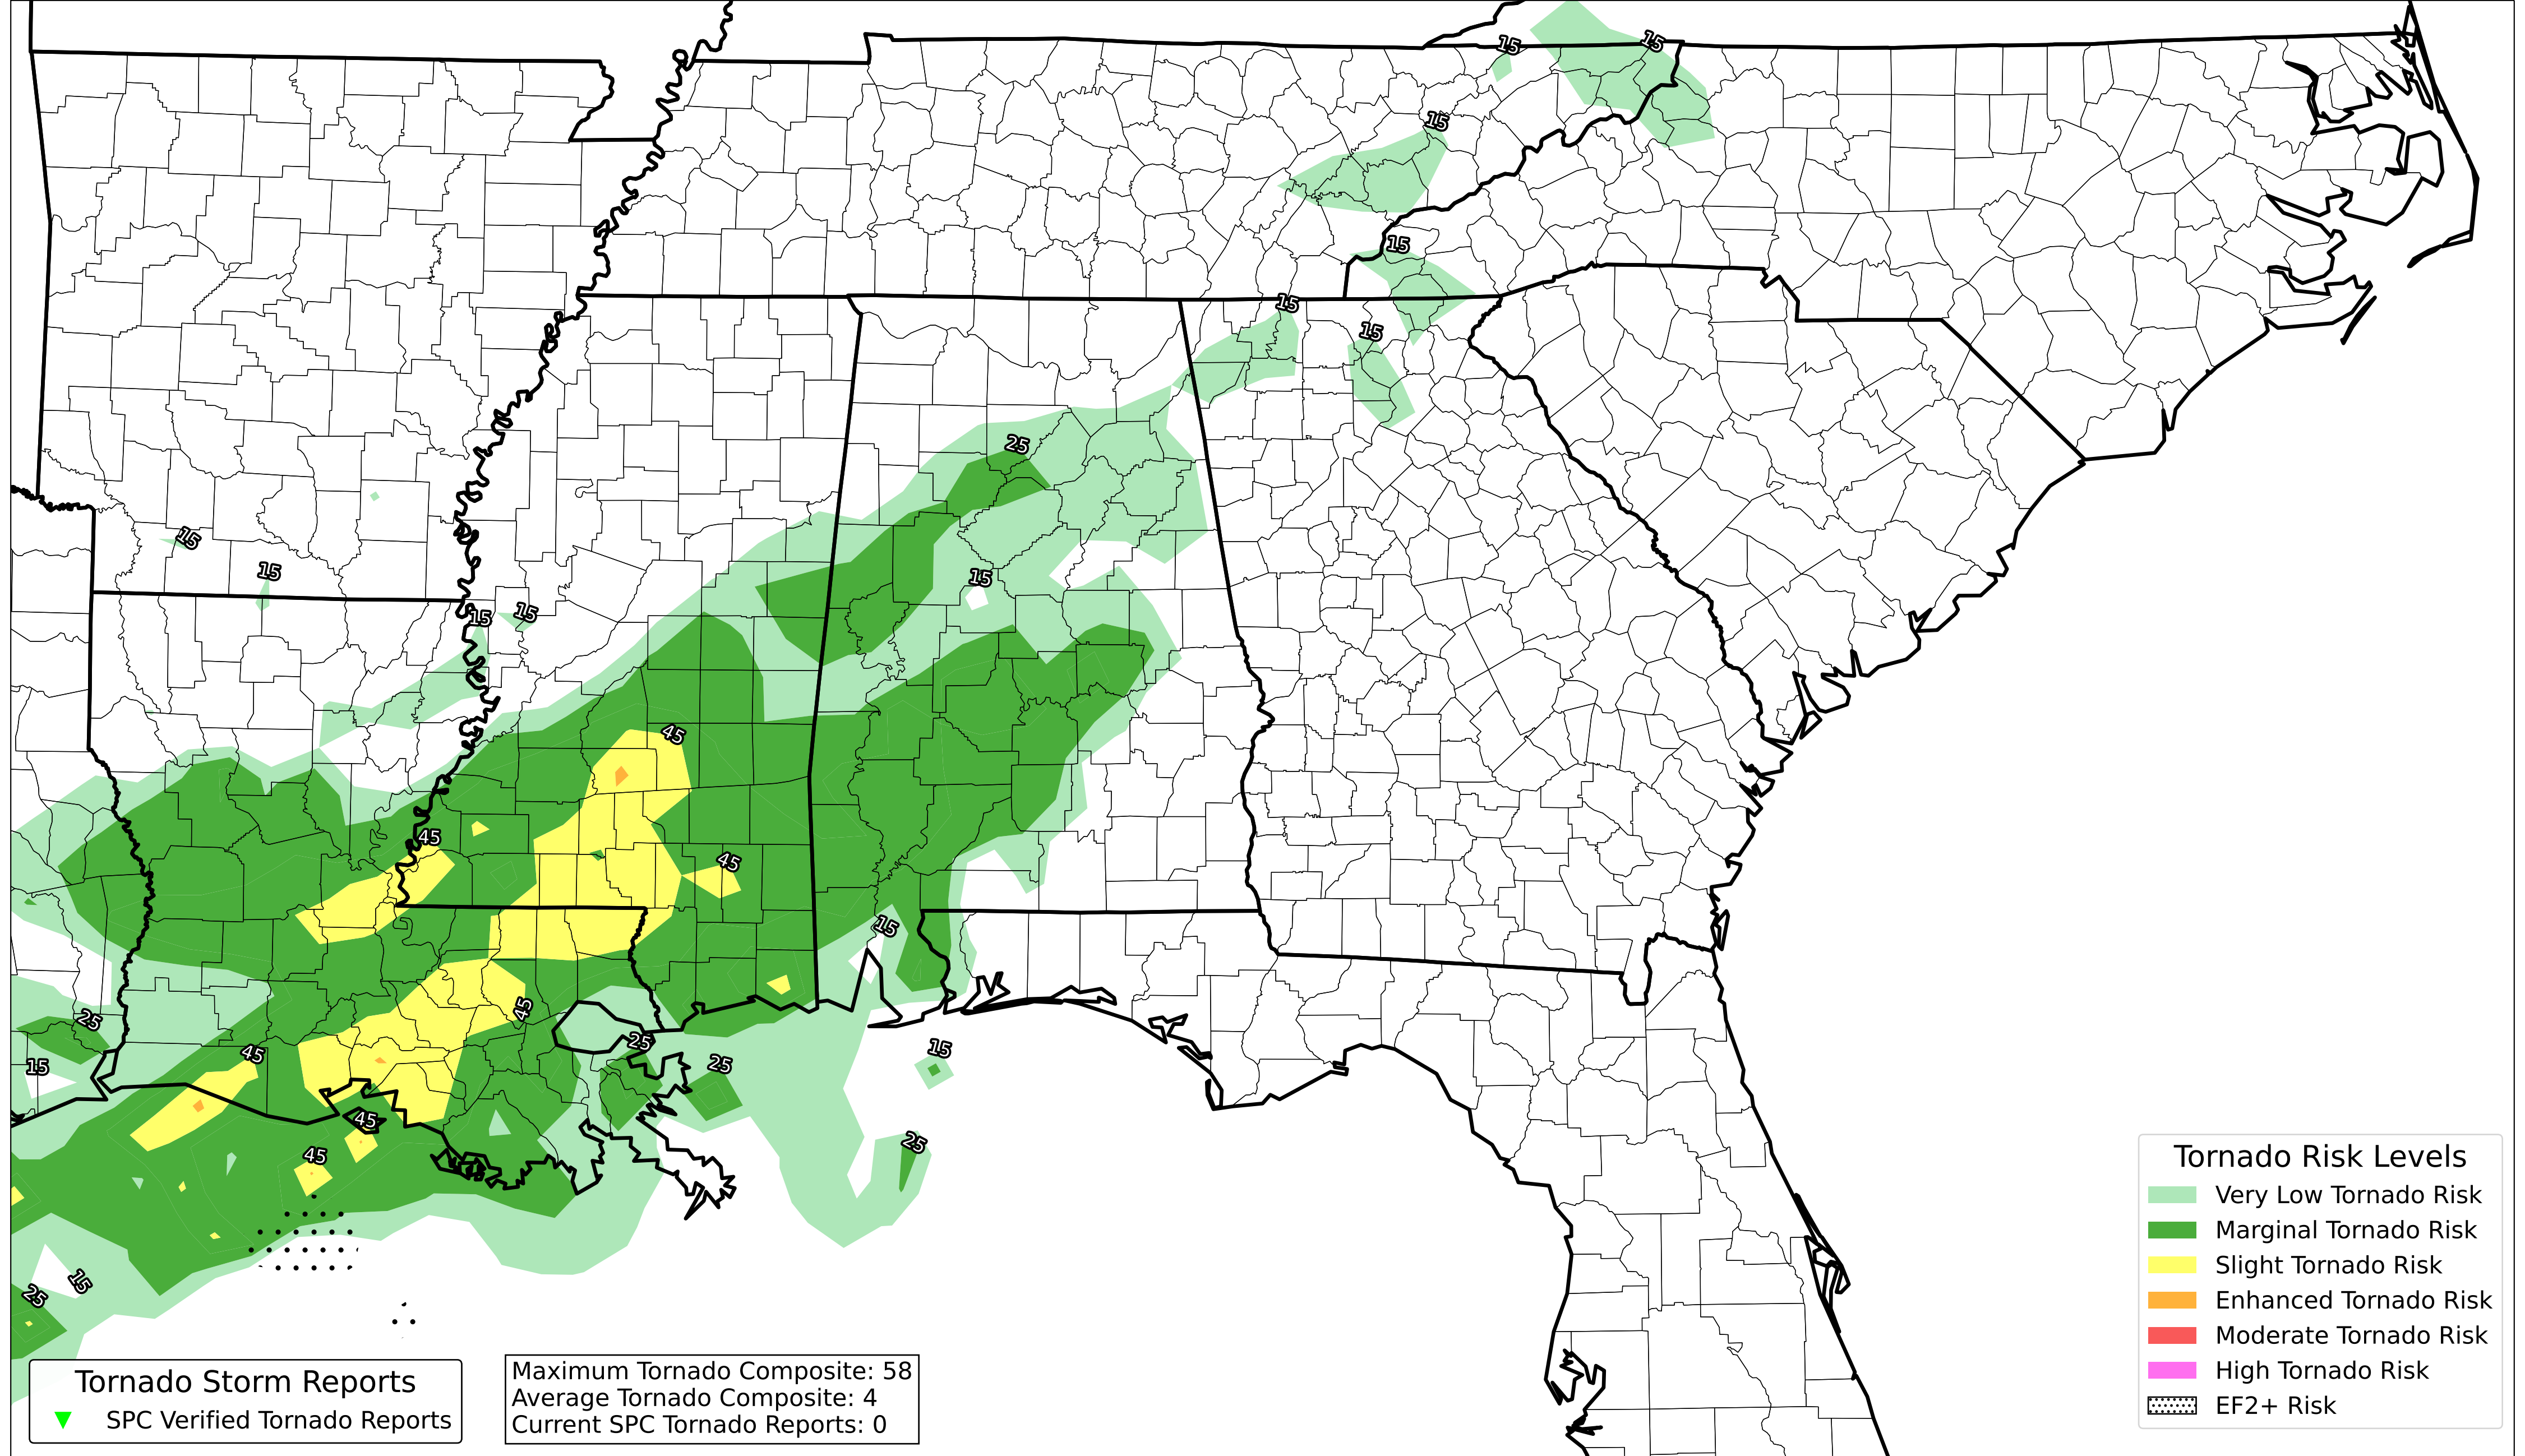 15
15
15
15
15
15
25
15
15
15
15
15
45
45
45
15
45
25
25
15
45
15
25
45
25
45
15
25
Tornado Risk Levels
Very Low Tornado Risk
Marginal Tornado Risk
Slight Tornado Risk
Enhanced Tornado Risk
Moderate Tornado Risk
High Tornado Risk
EF2+ Risk
Tornado Storm Reports
SPC Verified Tornado Reports
Maximum Tornado Composite: 58
Average Tornado Composite: 4
Current SPC Tornado Reports: 0